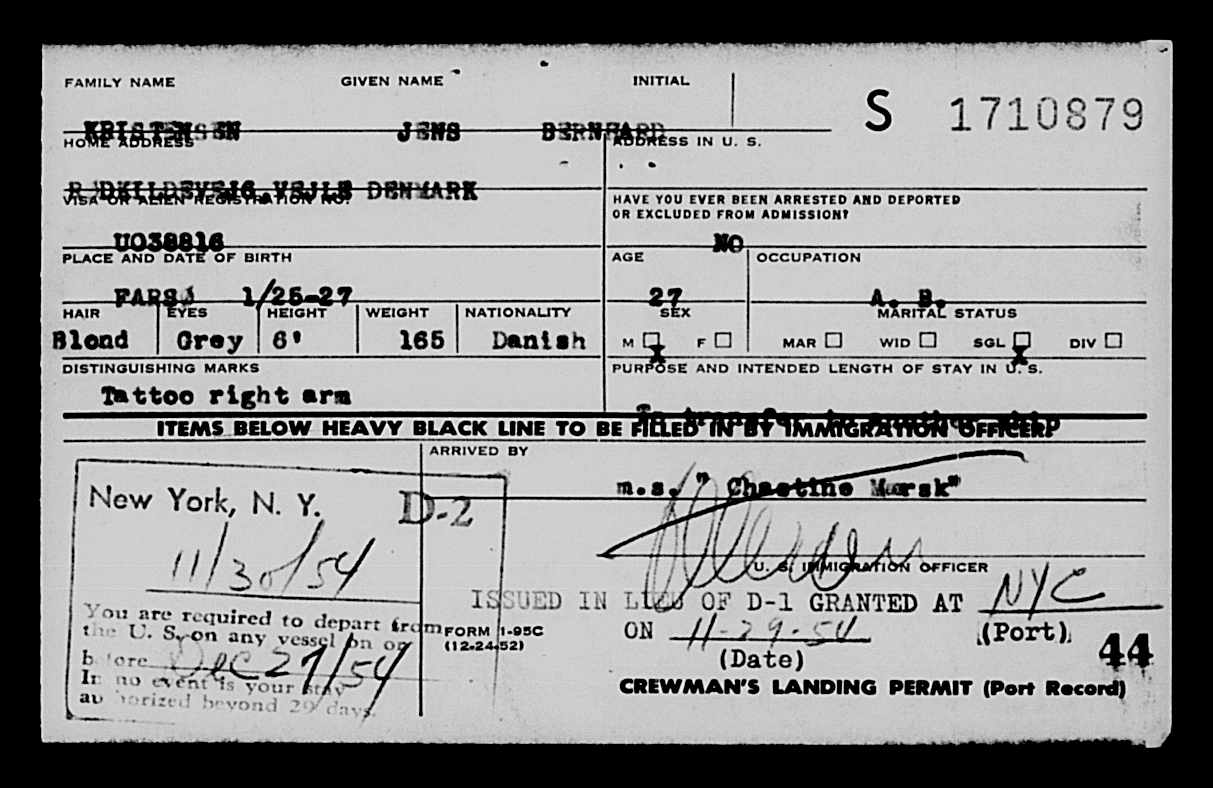 FAMILY NAME GIVEN NAME INITIAL
S 1710879
KRISTENSEN JENS BERNHARD
HOME ADDRESS ADDRESS IN U. S.
VEJLE DENMARK
VISA OR ALIEN REGISTRATION NO. HAVE YOU EVER BEEN ARRESTED AND DEPORTED
OR EXCLUDED FROM ADMISSION?
UO38816 NO
PLACE AND DATE OF BIRTH AGE OCCUPATION
1/25-27 27 A. B.
HAIR EYES HEIGHT WEIGHT NATIONALITY SEX MARITAL STATUS
Blond Grey 6' 165 Danish M X F MAR WID SGL X DIV
DISTINGUISHING MARKS PURPOSE AND INTENDED LENGTH OF STAY IN U. S.
Tattoo right arm
To transfer to another ship
ITEMS BELOW HEAVY BLACK LINE TO BE FILLED IN BY IMMIGRATION OFFICER
ARRIVED BY
m.s. " Chastine Mærsk"
New York, N. Y. D-2
11/30/54
U. S. IMMIGRATION OFFICER
ISSUED IN LIEU OF D-1 GRANTED AT NYC
(Port)
ON 11-29-54
(Date)
You are required to depart from
the U. S. on any vessel on or
before Dec 29/54
In no event is your stay
authorized beyond 29 days.
FORM I-95C
(12-24-52)
44
CREWMAN'S LANDING PERMIT (Port Record)